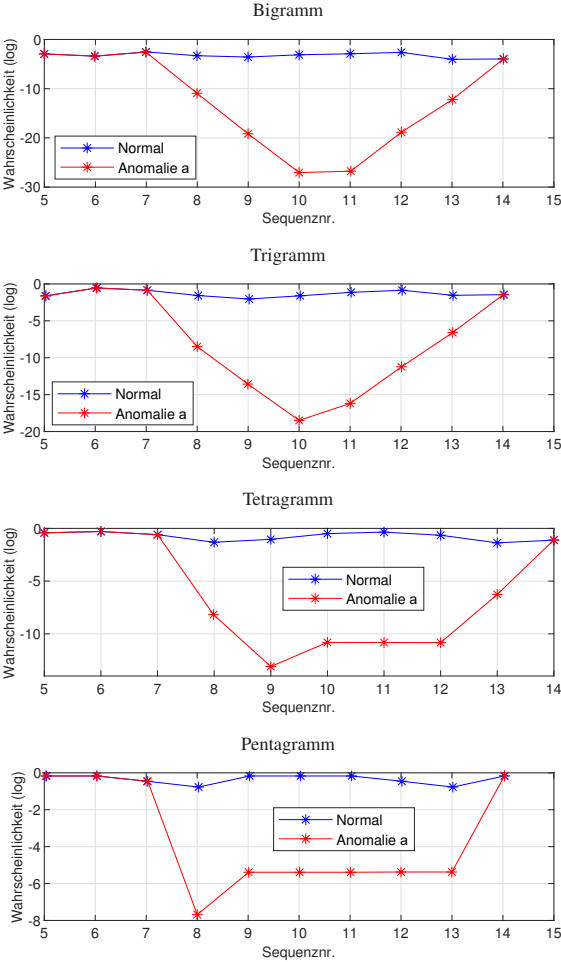 Bigramm
Wahrscheinlichkeit (log)
0
-10
-20
-30
Normal
Anomalie a
5 6 7 8 9 10 11 12 13 14 15
Sequenznr.
Trigramm
Wahrscheinlichkeit (log)
0
-5
-10
-15
-20
Normal
Anomalie a
5 6 7 8 9 10 11 12 13 14 15
Sequenznr.
Tetragramm
Wahrscheinlichkeit (log)
0
-5
-10
Normal
Anomalie a
5 6 7 8 9 10 11 12 13 14
Sequenznr.
Pentagramm
Wahrscheinlichkeit (log)
0
-2
-4
-6
-8
Normal
Anomalie a
5 6 7 8 9 10 11 12 13 14 15
Sequenznr.